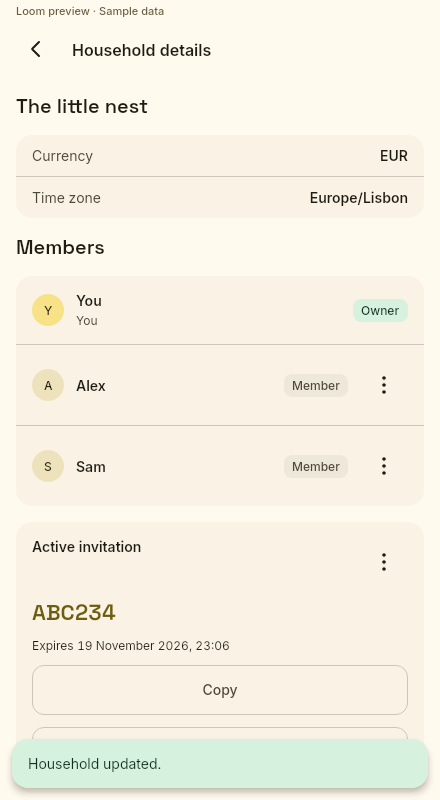 Loom preview · Sample data
Household details
The little nest
Currency EUR
Time zone Europe/Lisbon
Members
Y You Owner
You
A Alex Member
S Sam Member
Active invitation
ABC234
Expires 19 November 2026, 23:06
Copy
Household updated.